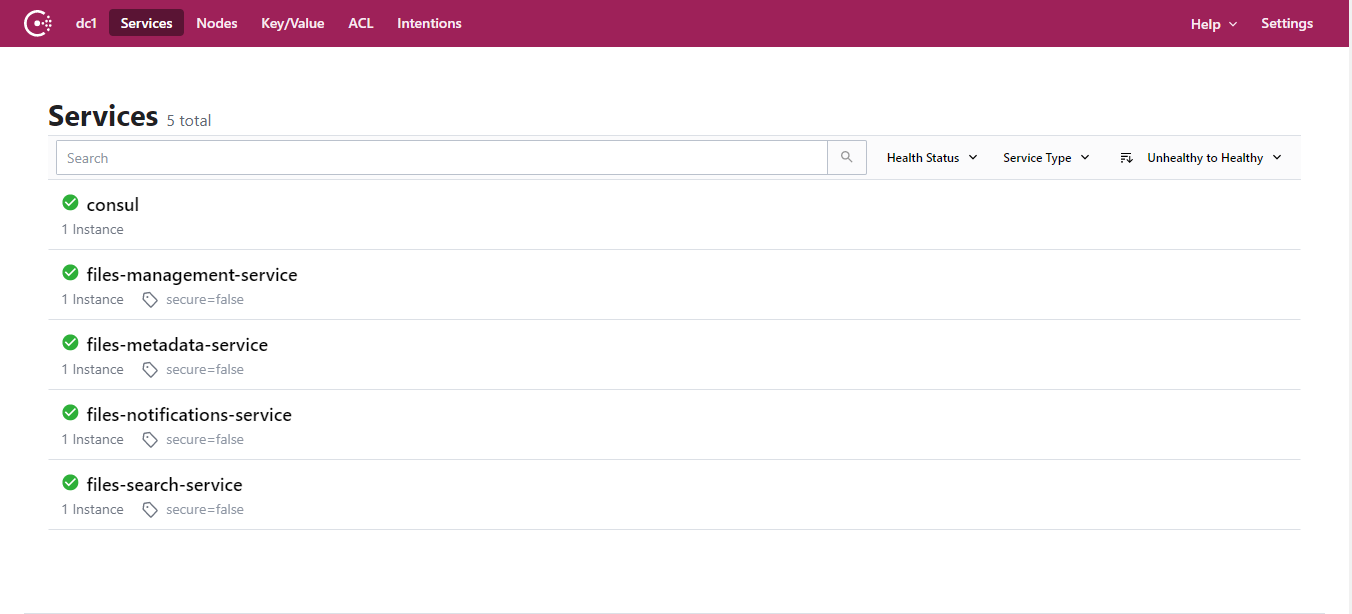 dc1 Services Nodes Key/Value ACL Intentions Help Settings
Services 5 total
Search Health Status Service Type Unhealthy to Healthy
consul
1 Instance
files-management-service
1 Instance secure=false
files-metadata-service
1 Instance secure=false
files-notifications-service
1 Instance secure=false
files-search-service
1 Instance secure=false